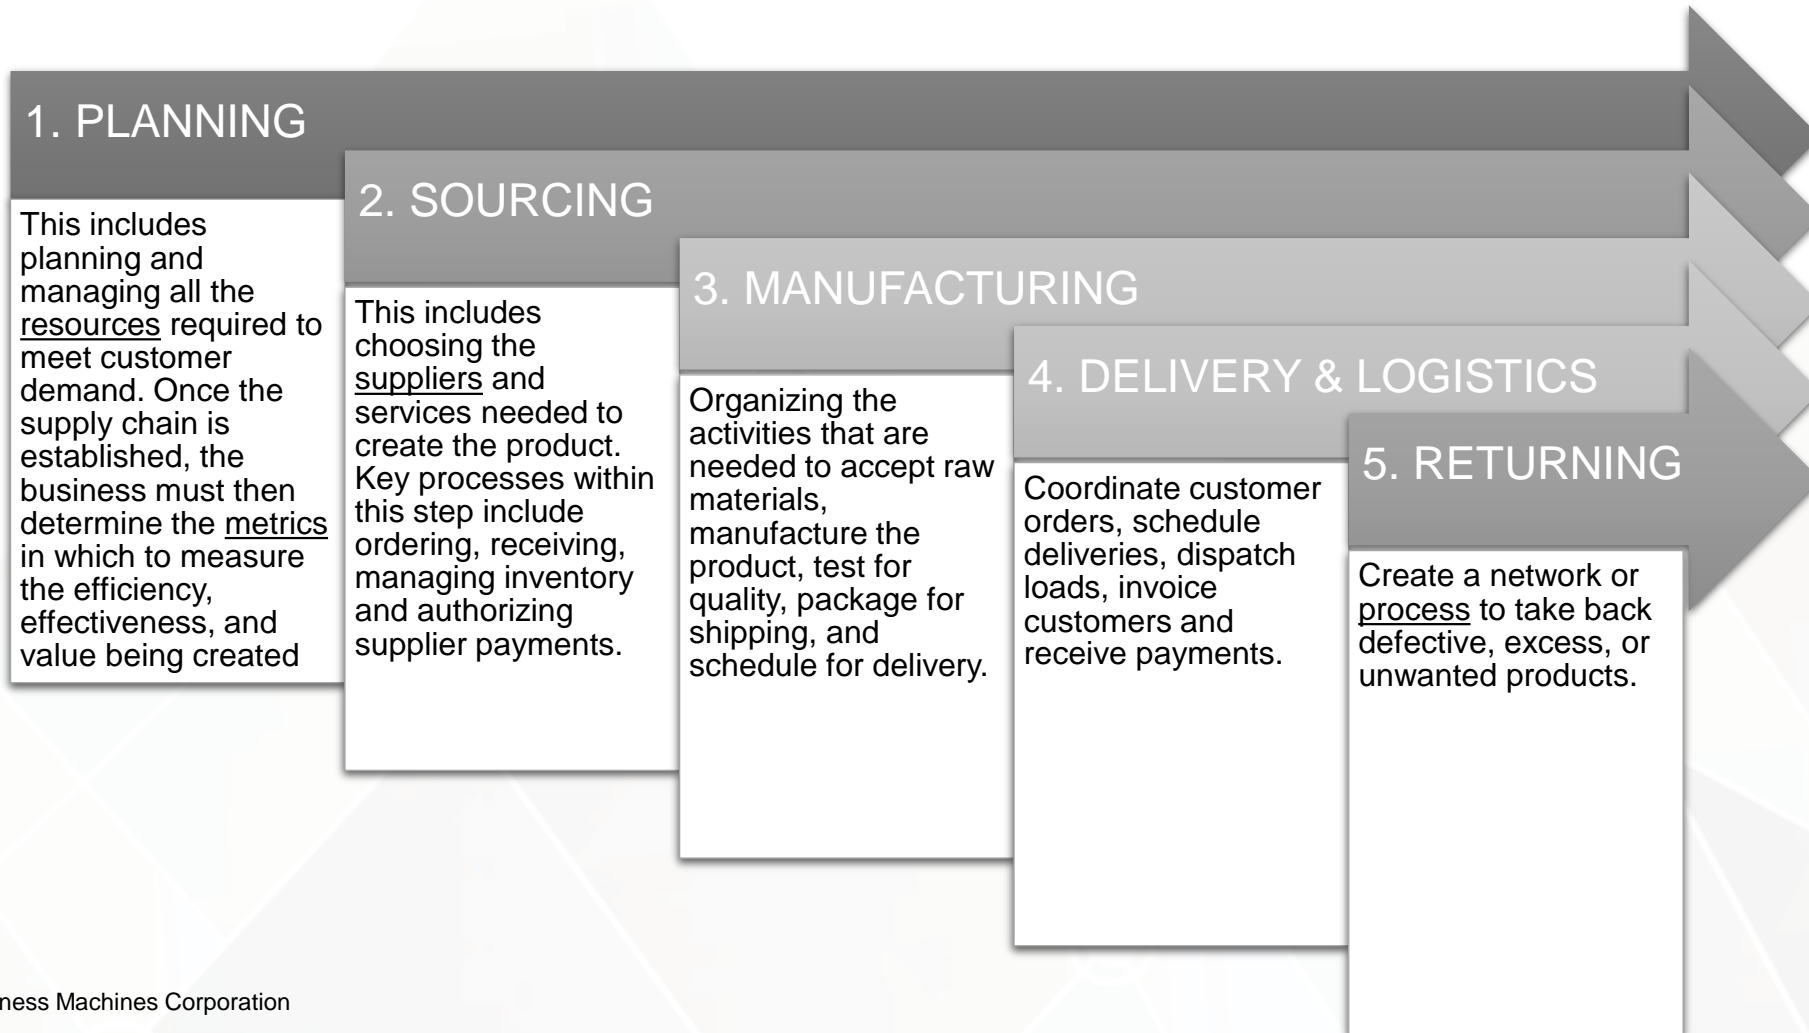 1. PLANNING
This includes
planning and
managing all the
resources required to
meet customer
demand. Once the
supply chain is
established, the
business must then
determine the metrics
in which to measure
the efficiency,
effectiveness, and
value being created
2. SOURCING
This includes
choosing the
suppliers and
services needed to
create the product.
Key processes within
this step include
ordering, receiving,
managing inventory
and authorizing
supplier payments.
3. MANUFACTURING
Organizing the
activities that are
needed to accept raw
materials,
manufacture the
product, test for
quality, package for
shipping, and
schedule for delivery.
4. DELIVERY & LOGISTICS
Coordinate customer
orders, schedule
deliveries, dispatch
loads, invoice
customers and
receive payments.
5. RETURNING
Create a network or
process to take back
defective, excess, or
unwanted products.
ness Machines Corporation